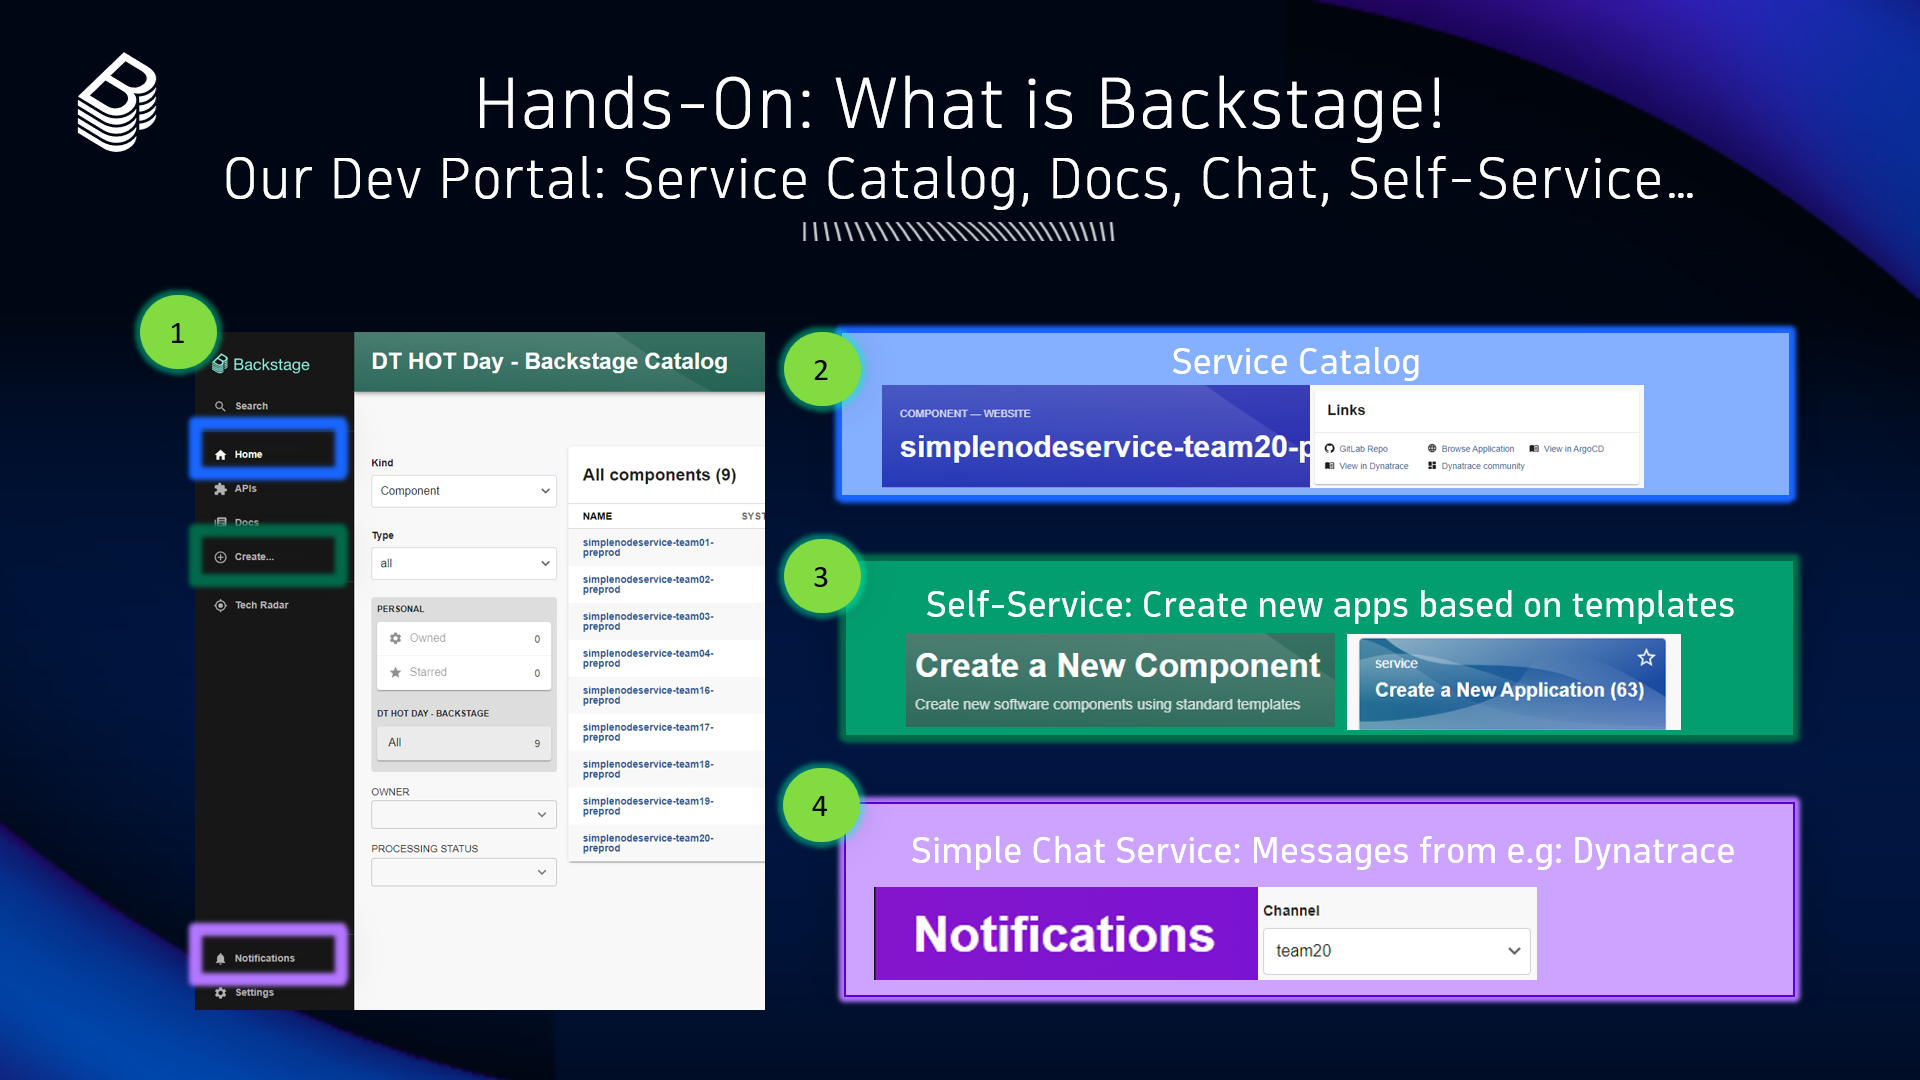 Hands-On: What is Backstage!
Our Dev Portal: Service Catalog, Docs, Chat, Self-Service...
1
Backstage
Search
Home
APIs
Docs
Create...
Tech Radar
Notifications
Settings
DT HOT Day - Backstage Catalog
Kind
Component
Type
all
PERSONAL
Owned 0
Starred 0
DT HOT DAY - BACKSTAGE
All 9
OWNER
PROCESSING STATUS
All components (9)
NAME SYST
simplenodeservice-team01-
preprod
simplenodeservice-team02-
preprod
simplenodeservice-team03-
preprod
simplenodeservice-team04-
preprod
simplenodeservice-team16-
preprod
simplenodeservice-team17-
preprod
simplenodeservice-team18-
preprod
simplenodeservice-team19-
preprod
simplenodeservice-team20-
preprod
2
Service Catalog
COMPONENT — WEBSITE
simplenodeservice-team20-p
Links
GitLab Repo Browse Application View in ArgoCD
View in Dynatrace Dynatrace community
3
Self-Service: Create new apps based on templates
Create a New Component
Create new software components using standard templates
service
Create a New Application (63)
4
Simple Chat Service: Messages from e.g: Dynatrace
Notifications
Channel
team20